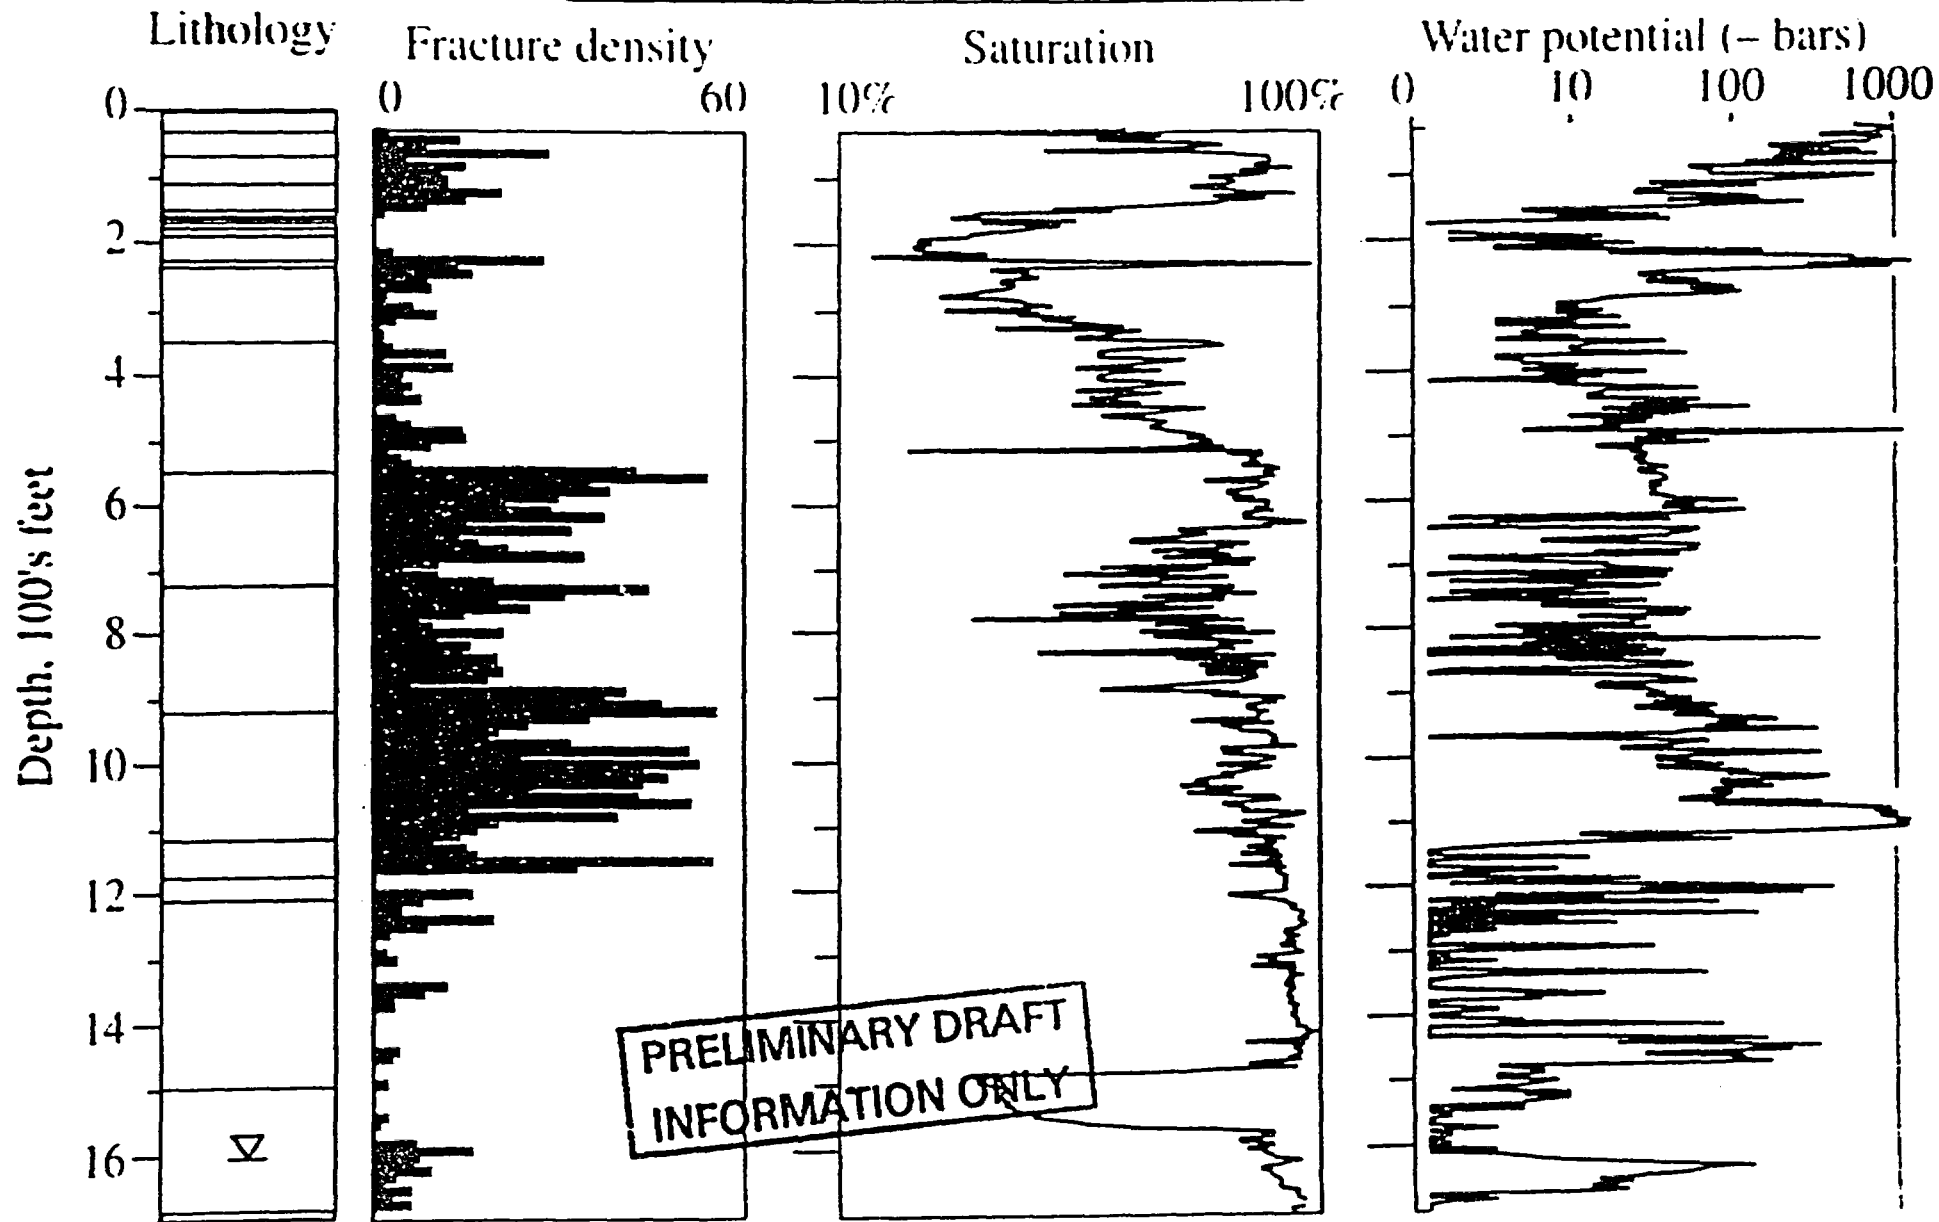 Lithology
Fracture density
Saturation
Water potential (– bars)
0 60
10% 100%
0 10 100 1000
Depth, 100's feet
0
2
4
6
8
10
12
14
16
PRELIMINARY DRAFT
INFORMATION ONLY